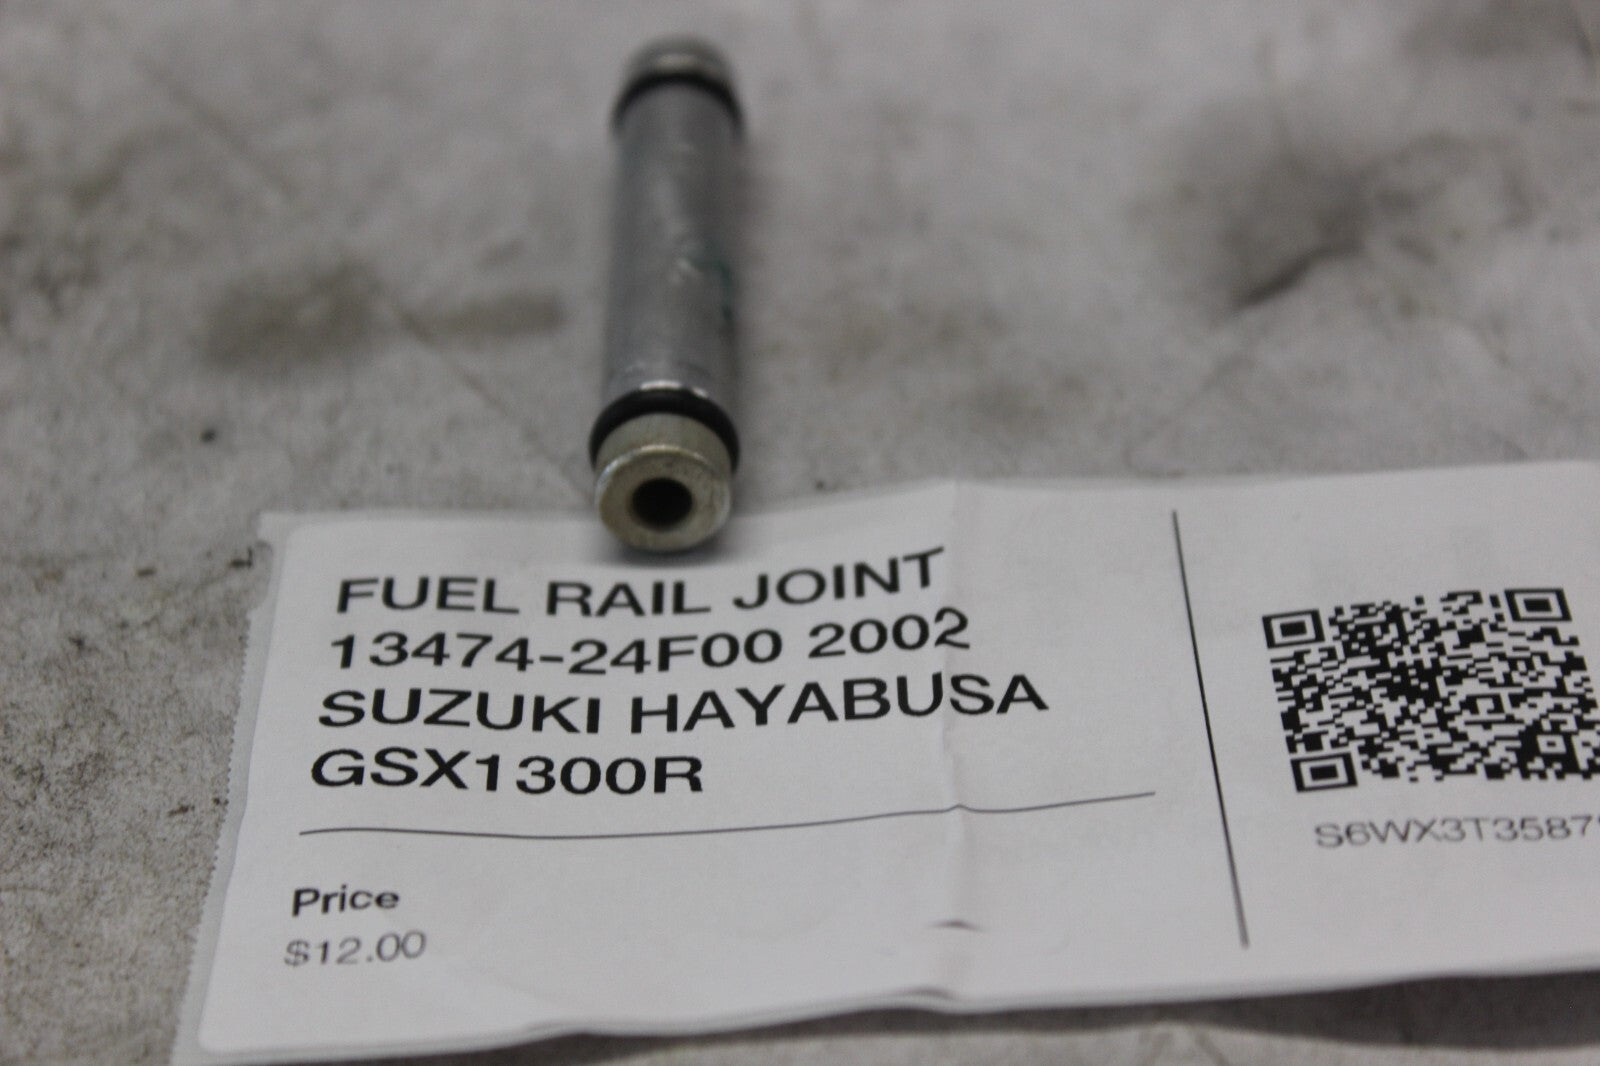 FUEL RAIL JOINT
13474-24F00 2002
SUZUKI HAYABUSA
GSX1300R
Price
$12.00